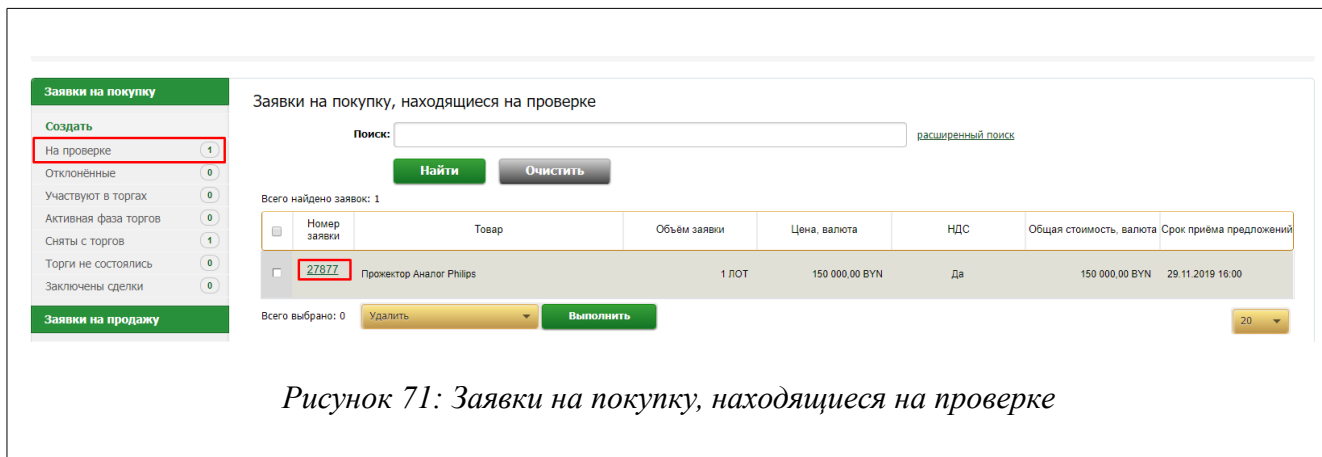 Заявки на покупку
Создать
На проверке 1
Отклонённые 0
Участвуют в торгах 0
Активная фаза торгов 0
Сняты с торгов 1
Торги не состоялись 0
Заключены сделки 0
Заявки на продажу
Заявки на покупку, находящиеся на проверке
Поиск: расширенный поиск
Найти Очистить
Всего найдено заявок: 1
Номер заявки Товар Объём заявки Цена, валюта НДС Общая стоимость, валюта Срок приёма предложений
27877 Прожектор Аналог Philips 1 ЛОТ 150 000,00 BYN Да 150 000,00 BYN 29.11.2019 16:00
Всего выбрано: 0 Удалить Выполнить 20
Рисунок 71: Заявки на покупку, находящиеся на проверке